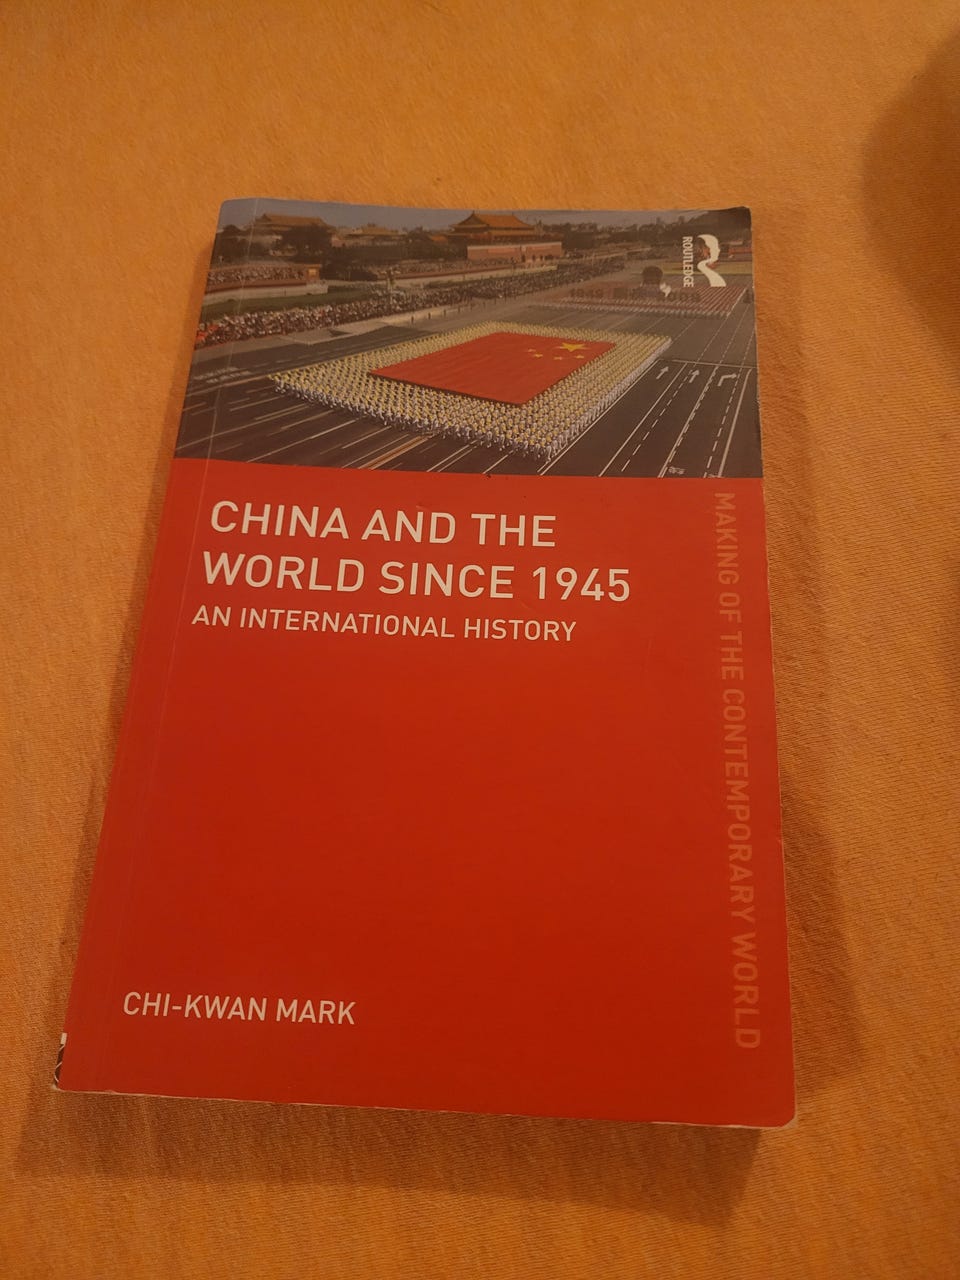 ROUTLEDGE
CHINA AND THE
WORLD SINCE 1945
AN INTERNATIONAL HISTORY
MAKING OF THE CONTEMPORARY WORLD
CHI-KWAN MARK